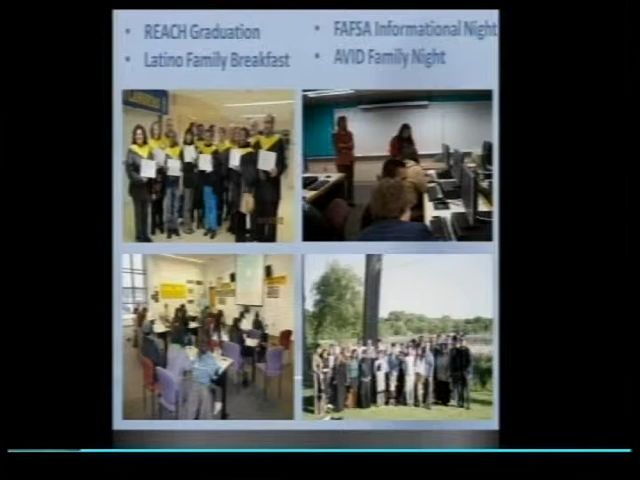 • REACH Graduation
• Latino Family Breakfast
• FAFSA Informational Night
• AVID Family Night